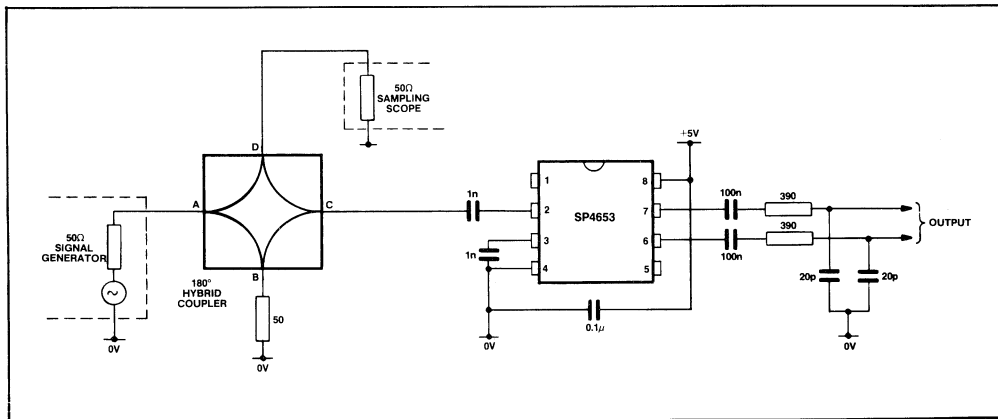 D
50Ω
SAMPLING
SCOPE
+5V
A
C
50Ω
SIGNAL
GENERATOR
B
180°
HYBRID
COUPLER
50
0V
0V
1n
1n
1
2
3
4
SP4653
8
7
6
5
0V
0.1μ
100n
390
100n
390
OUTPUT
20p
20p
0V